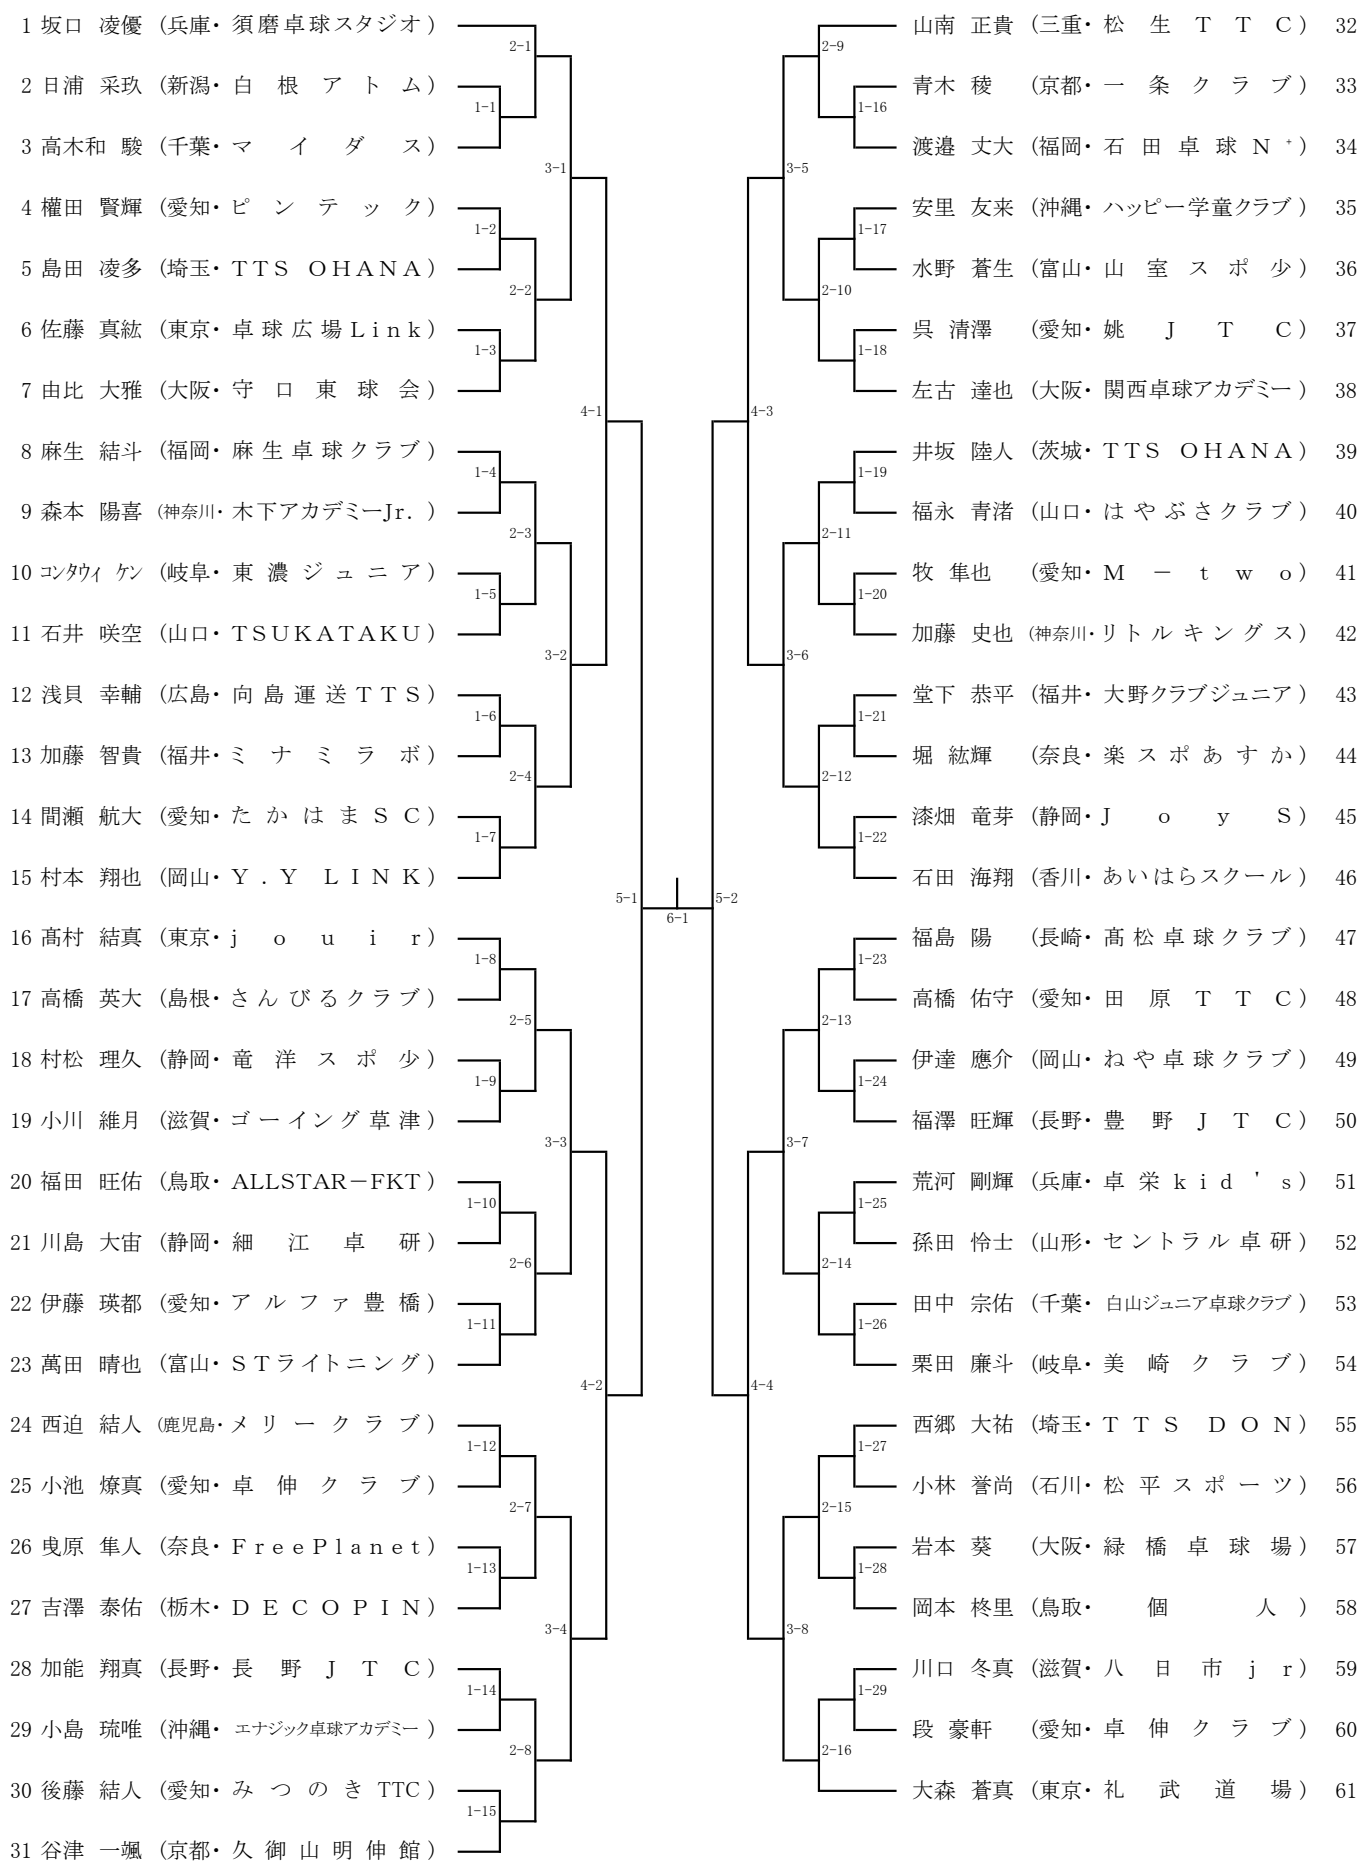 1 坂口 凌優 (兵庫・須磨卓球スタジオ)
2-1
2 日浦 采玖 (新潟・白根アトム)
1-1
3 高木和 駿 (千葉・マイダス)
3-1
4 權田 賢輝 (愛知・ピンテック)
1-2
5 島田 凌多 (埼玉・TTS OHANA)
2-2
6 佐藤 真紘 (東京・卓球広場Link)
1-3
7 由比 大雅 (大阪・守口東球会)
4-1
8 麻生 結斗 (福岡・麻生卓球クラブ)
1-4
9 森本 陽喜 (神奈川・木下アカデミーJr.)
2-3
10 コンタウィ ケン (岐阜・東濃ジュニア)
1-5
11 石井 咲空 (山口・TSUKATAKU)
3-2
12 浅貝 幸輔 (広島・向島運送TTS)
1-6
13 加藤 智貴 (福井・ミナミラボ)
2-4
14 間瀬 航大 (愛知・たかはまSC)
1-7
15 村本 翔也 (岡山・Y.Y LINK)
5-1
16 髙村 結真 (東京・jouir)
1-8
17 高橋 英大 (島根・さんびるクラブ)
2-5
18 村松 理久 (静岡・竜洋スポ少)
1-9
19 小川 維月 (滋賀・ゴーイング草津)
3-3
20 福田 旺佑 (鳥取・ALLSTAR－FKT)
1-10
21 川島 大宙 (静岡・細江卓研)
2-6
22 伊藤 瑛都 (愛知・アルファ豊橋)
1-11
23 萬田 晴也 (富山・STライトニング)
4-2
24 西迫 結人 (鹿児島・メリークラブ)
1-12
25 小池 燎真 (愛知・卓伸クラブ)
2-7
26 曵原 隼人 (奈良・FreePlanet)
1-13
27 吉澤 泰佑 (栃木・DECOPIN)
3-4
28 加能 翔真 (長野・長野JTC)
1-14
29 小島 琉唯 (沖縄・エナジック卓球アカデミー)
2-8
30 後藤 結人 (愛知・みつのき TTC)
1-15
31 谷津 一颯 (京都・久御山明伸館)
6-1
山南 正貴 (三重・松生TTC) 32
2-9
青木 稜 (京都・一条クラブ) 33
1-16
渡邉 丈大 (福岡・石田卓球N⁺) 34
3-5
安里 友来 (沖縄・ハッピー学童クラブ) 35
1-17
水野 蒼生 (富山・山室スポ少) 36
2-10
呉 清澤 (愛知・姚JTC) 37
1-18
左古 達也 (大阪・関西卓球アカデミー) 38
4-3
井坂 陸人 (茨城・TTS OHANA) 39
1-19
福永 青渚 (山口・はやぶさクラブ) 40
2-11
牧 隼也 (愛知・M－two) 41
1-20
加藤 史也 (神奈川・リトルキングス) 42
3-6
堂下 恭平 (福井・大野クラブジュニア) 43
1-21
堀 紘輝 (奈良・楽スポあすか) 44
2-12
漆畑 竜芽 (静岡・JoyS) 45
1-22
石田 海翔 (香川・あいはらスクール) 46
5-2
福島 陽 (長崎・髙松卓球クラブ) 47
1-23
高橋 佑守 (愛知・田原TTC) 48
2-13
伊達 應介 (岡山・ねや卓球クラブ) 49
1-24
福澤 旺輝 (長野・豊野JTC) 50
3-7
荒河 剛輝 (兵庫・卓栄kid's) 51
1-25
孫田 怜士 (山形・セントラル卓研) 52
2-14
田中 宗佑 (千葉・白山ジュニア卓球クラブ) 53
1-26
栗田 廉斗 (岐阜・美崎クラブ) 54
4-4
西郷 大祐 (埼玉・TTS DON) 55
1-27
小林 誉尚 (石川・松平スポーツ) 56
2-15
岩本 葵 (大阪・緑橋卓球場) 57
1-28
岡本 柊里 (鳥取・個人) 58
3-8
川口 冬真 (滋賀・八日市jr) 59
1-29
段 豪軒 (愛知・卓伸クラブ) 60
2-16
大森 蒼真 (東京・礼武道場) 61